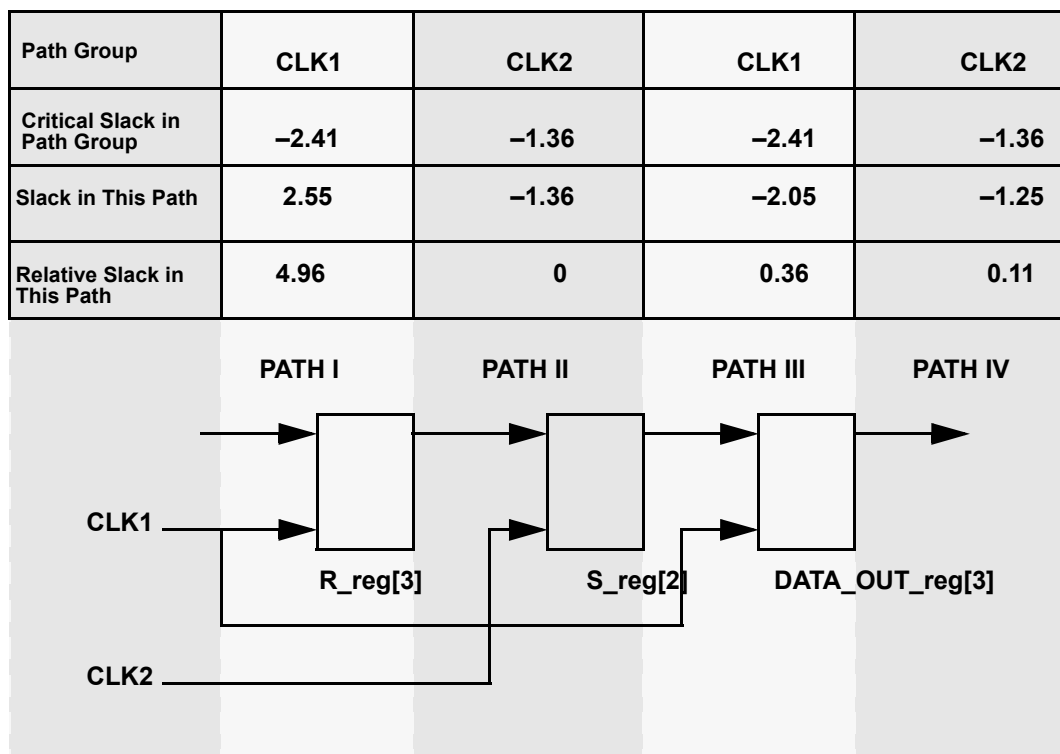 Path Group CLK1 CLK2 CLK1 CLK2
Critical Slack in
Path Group –2.41 –1.36 –2.41 –1.36
Slack in This Path 2.55 –1.36 –2.05 –1.25
Relative Slack in
This Path 4.96 0 0.36 0.11
PATH I PATH II PATH III PATH IV
CLK1
R_reg[3] S_reg[2] DATA_OUT_reg[3]
CLK2